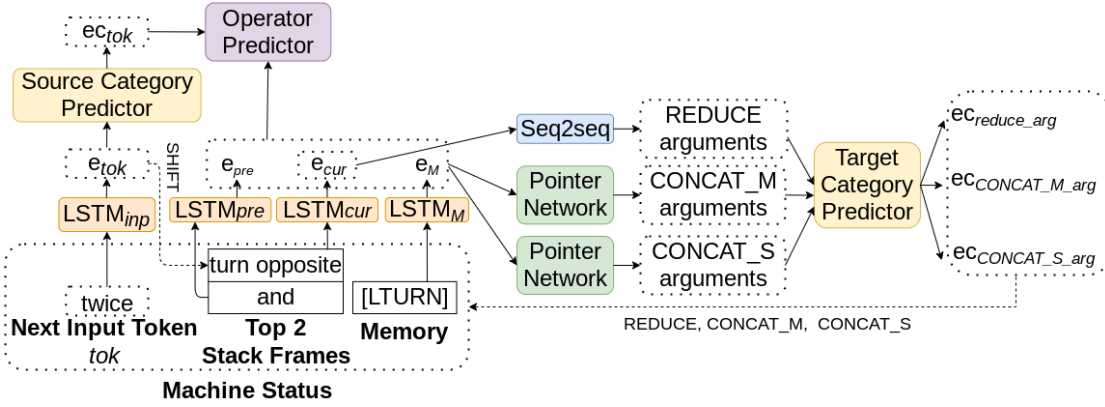 ec_tok
Operator
Predictor
Source Category
Predictor
e_tok
SHIFT
e_pre
e_cur
e_M
LSTM_inp
LSTMpre
LSTMcur
LSTM_M
turn opposite
and
twice
[LTURN]
Next Input Token
tok
Top 2
Stack Frames
Memory
Machine Status
Seq2seq
Pointer
Network
Pointer
Network
REDUCE
arguments
CONCAT_M
arguments
CONCAT_S
arguments
Target
Category
Predictor
ec_reduce_arg
ec_CONCAT_M_arg
ec_CONCAT_S_arg
REDUCE, CONCAT_M, CONCAT_S